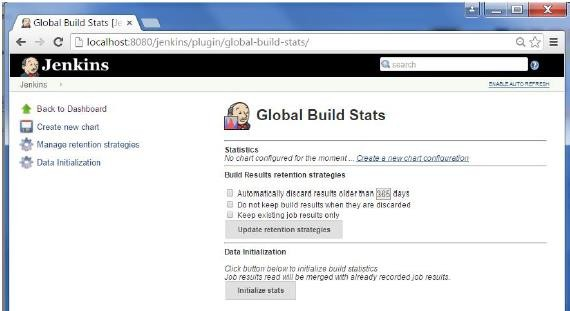 Global Build Stats [Je
localhost:8080/jenkins/plugin/global-build-stats/
Jenkins
search
Jenkins
ENABLE AUTO REFRESH
Back to Dashboard
Create new chart
Manage retention strategies
Data Initialization
Global Build Stats
Statistics
No chart configured for the moment ... Create a new chart configuration
Build Results retention strategies
Automatically discard results older than 365 days
Do not keep build results when they are discarded
Keep existing job results only
Update retention strategies
Data Initialization
Click button below to initialize build statistics
Job results read will be merged with already recorded job results.
Initialize stats